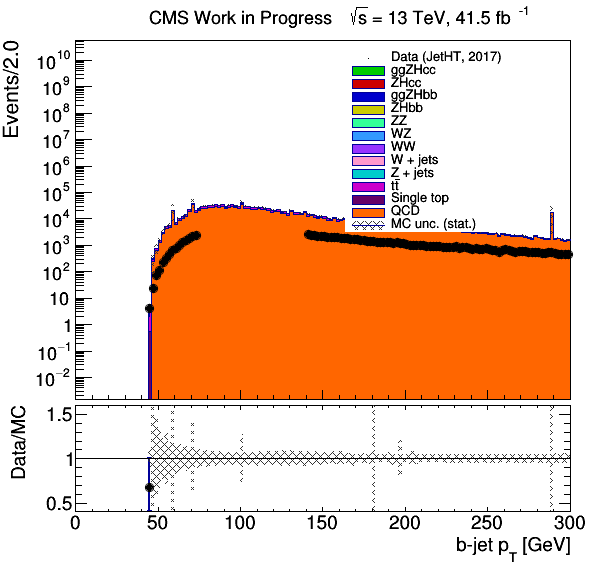 CMS Work in Progress √s = 13 TeV, 41.5 fb⁻¹
Events/2.0
10¹⁰
10⁹
10⁸
10⁷
10⁶
10⁵
10⁴
10³
10²
10
1
10⁻¹
10⁻²
Data (JetHT, 2017)
ggZHcc
ZHcc
ggZHbb
ZHbb
ZZ
WZ
WW
W + jets
Z + jets
tt̄
Single top
QCD
MC unc. (stat.)
Data/MC
1.5
1
0.5
0 50 100 150 200 250 300
b-jet p_T [GeV]